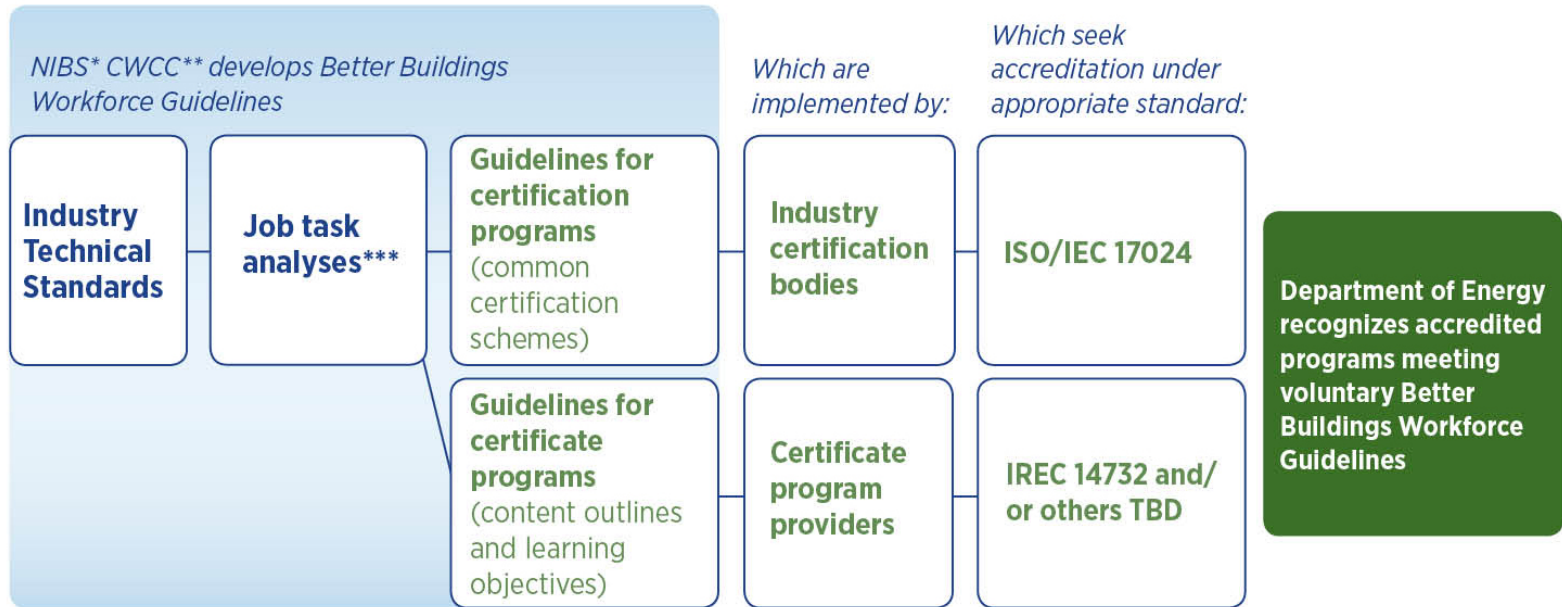 NIBS* CWCC** develops Better Buildings
Workforce Guidelines
Which are
implemented by:
Which seek
accreditation under
appropriate standard:
Industry
Technical
Standards
Job task
analyses***
Guidelines for
certification
programs
(common
certification
schemes)
Industry
certification
bodies
ISO/IEC 17024
Guidelines for
certificate
programs
(content outlines
and learning
objectives)
Certificate
program
providers
IREC 14732 and/
or others TBD
Department of Energy
recognizes accredited
programs meeting
voluntary Better
Buildings Workforce
Guidelines